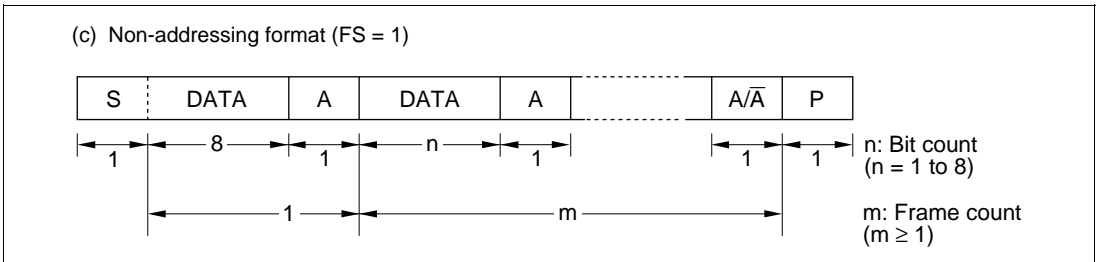 (c) Non-addressing format (FS = 1)
S DATA A DATA A A/A̅ P
1 8 1 n 1 1 1
n: Bit count
(n = 1 to 8)
1 m
m: Frame count
(m ≥ 1)